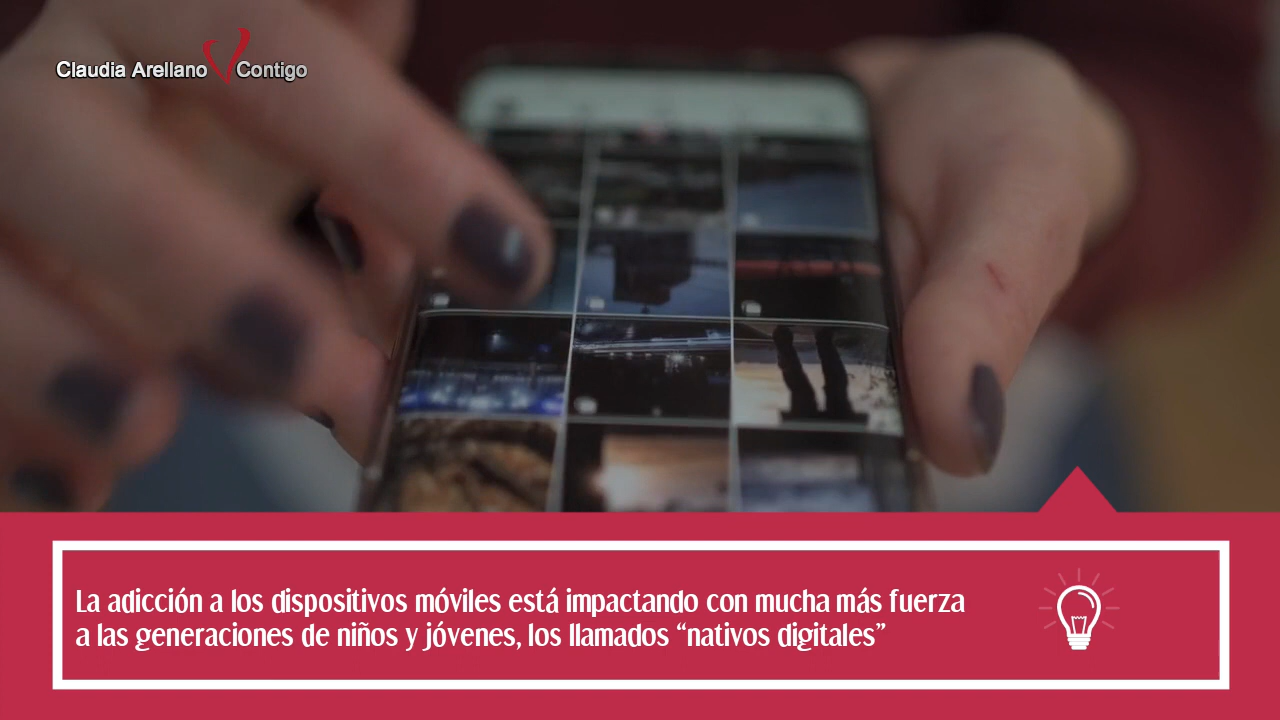 Claudia Arellano Contigo
La adicción a los dispositivos móviles está impactando con mucha más fuerza
a las generaciones de niños y jóvenes, los llamados “nativos digitales”